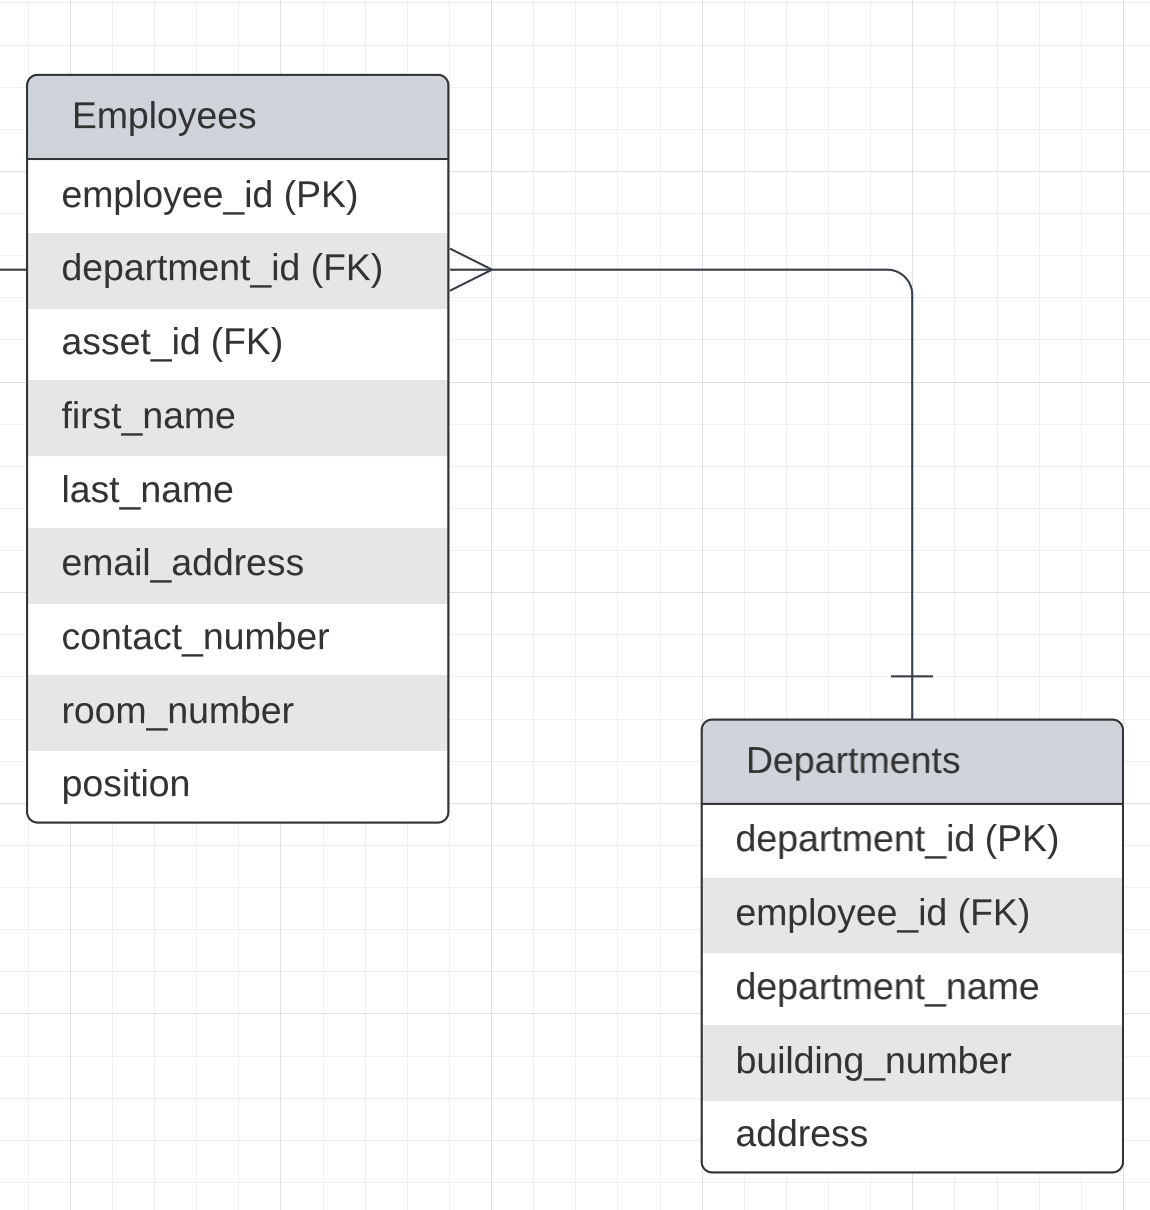 Employees
employee_id (PK)
department_id (FK)
asset_id (FK)
first_name
last_name
email_address
contact_number
room_number
position
Departments
department_id (PK)
employee_id (FK)
department_name
building_number
address